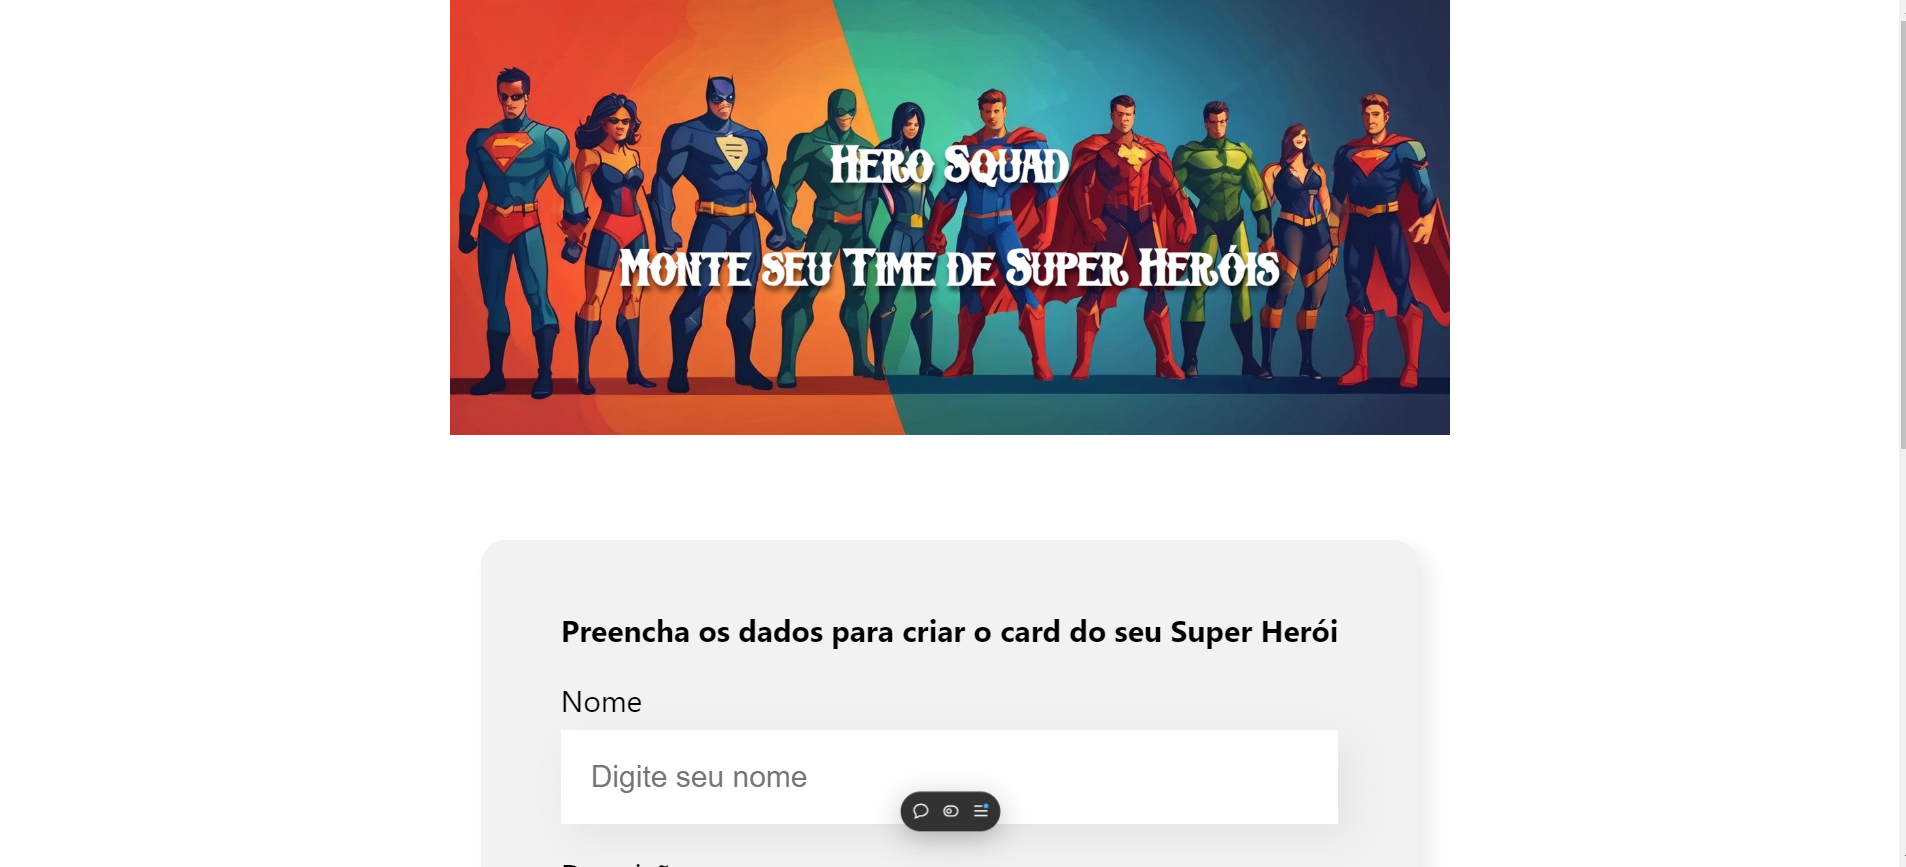 Hero Squad
Monte seu Time de Super Heróis
Preencha os dados para criar o card do seu Super Herói
Nome
Digite seu nome